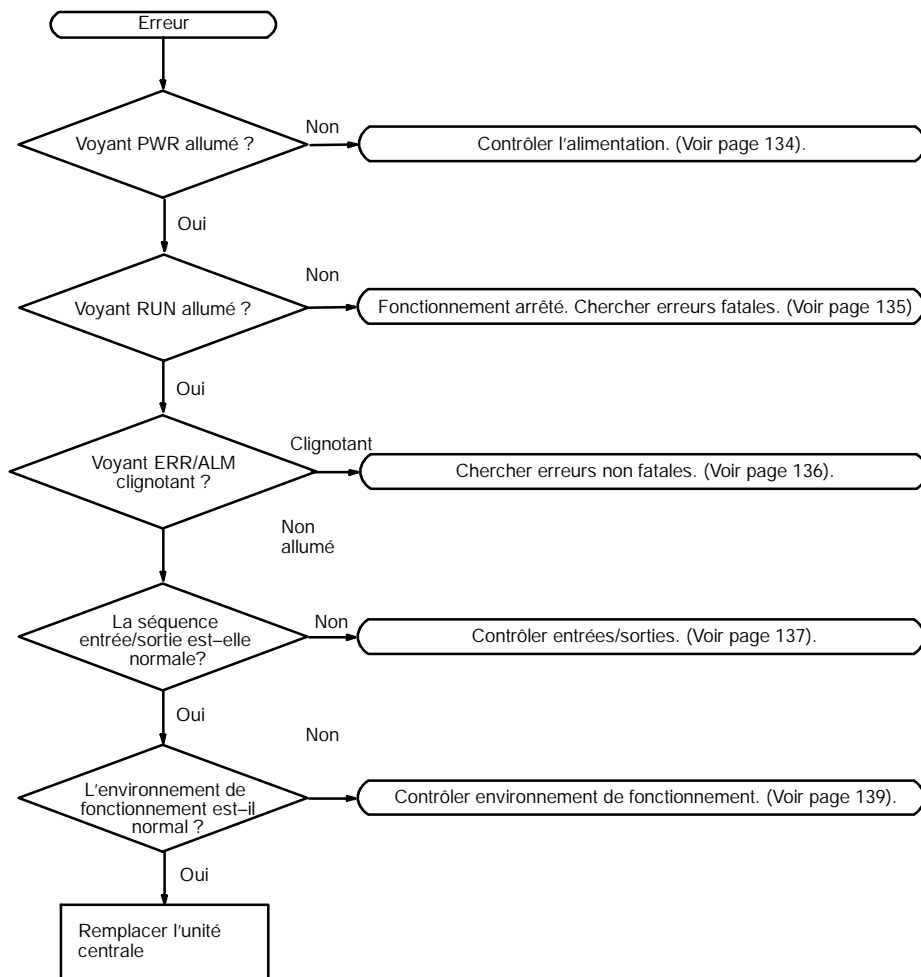 Erreur
Voyant PWR allumé ?
Non
Contrôler l'alimentation. (Voir page 134).
Oui
Voyant RUN allumé ?
Non
Fonctionnement arrêté. Chercher erreurs fatales. (Voir page 135)
Oui
Voyant ERR/ALM
clignotant ?
Clignotant
Chercher erreurs non fatales. (Voir page 136).
Non
allumé
La séquence
entrée/sortie est–elle
normale?
Non
Contrôler entrées/sorties. (Voir page 137).
Oui
Non
L'environnement de
fonctionnement est–il
normal ?
Contrôler environnement de fonctionnement. (Voir page 139).
Oui
Remplacer l'unité
centrale